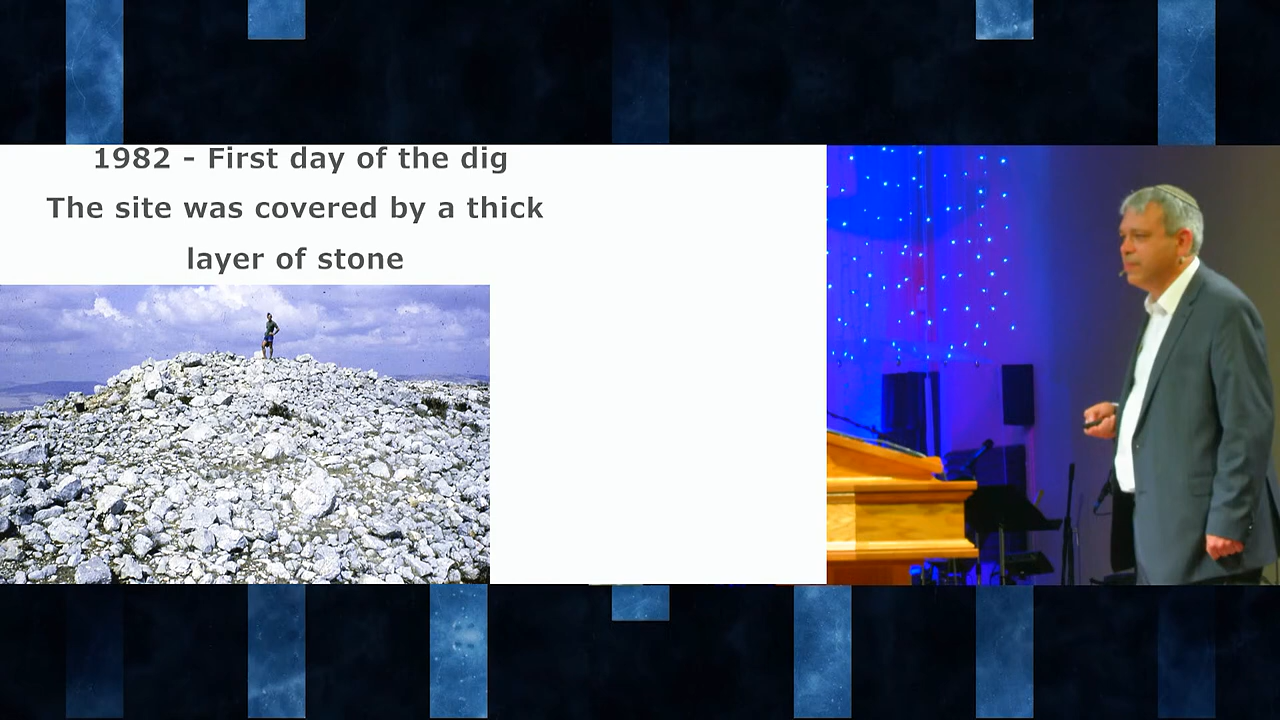 1982 - First day of the dig
The site was covered by a thick
layer of stone